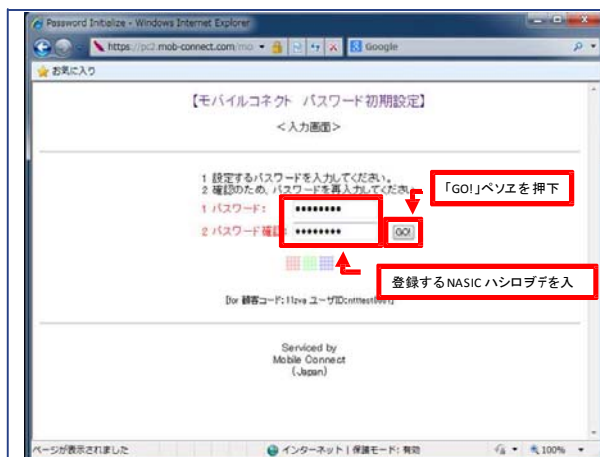 Password Initialize - Windows Internet Explorer
https://pc2.mob-connect.com/mo
Google
お気に入り
【モバイルコネクト パスワード初期設定】
<入力画面>
1 設定するパスワードを入力してください。
2 確認のため、パスワードを再入力してください。
「GO!」ペソヱを押下
1 パスワード:
2 パスワード確認:
GO!
登録するNASIC ハシロブデを入
[for 顧客コード:
Serviced by
Mobile Connect
(Japan)
ページが表示されました
インターネット | 保護モード: 有効
100%